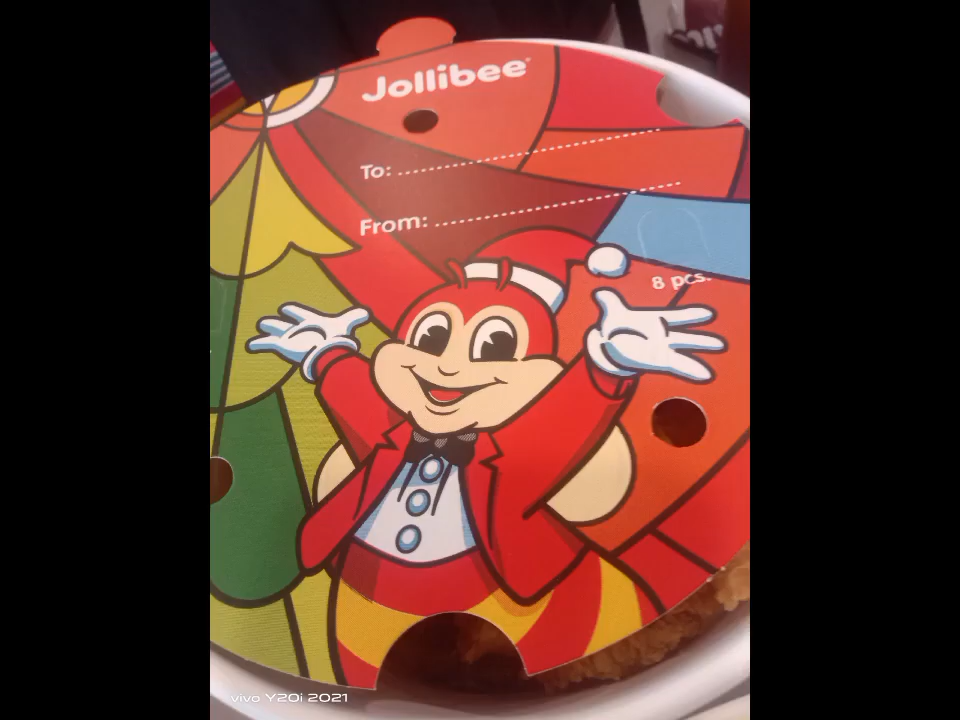 Jollibee
To: ..............................
From: ..............................
8 pcs.
vivo Y20i 2021